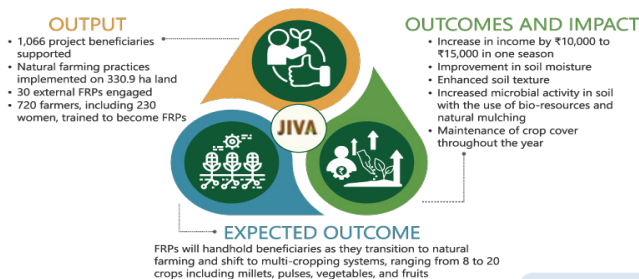 OUTPUT
• 1,066 project beneficiaries
supported
• Natural farming practices
implemented on 330.9 ha land
• 30 external FRPs engaged
• 720 farmers, including 230
women, trained to become FRPs
JIVA
OUTCOMES AND IMPACT
• Increase in income by ₹10,000 to
₹15,000 in one season
• Improvement in soil moisture
• Enhanced soil texture
• Increased microbial activity in soil
with the use of bio-resources and
natural mulching
• Maintenance of crop cover
throughout the year
₹
EXPECTED OUTCOME
FRPs will handhold beneficiaries as they transition to natural
farming and shift to multi-cropping systems, ranging from 8 to 20
crops including millets, pulses, vegetables, and fruits